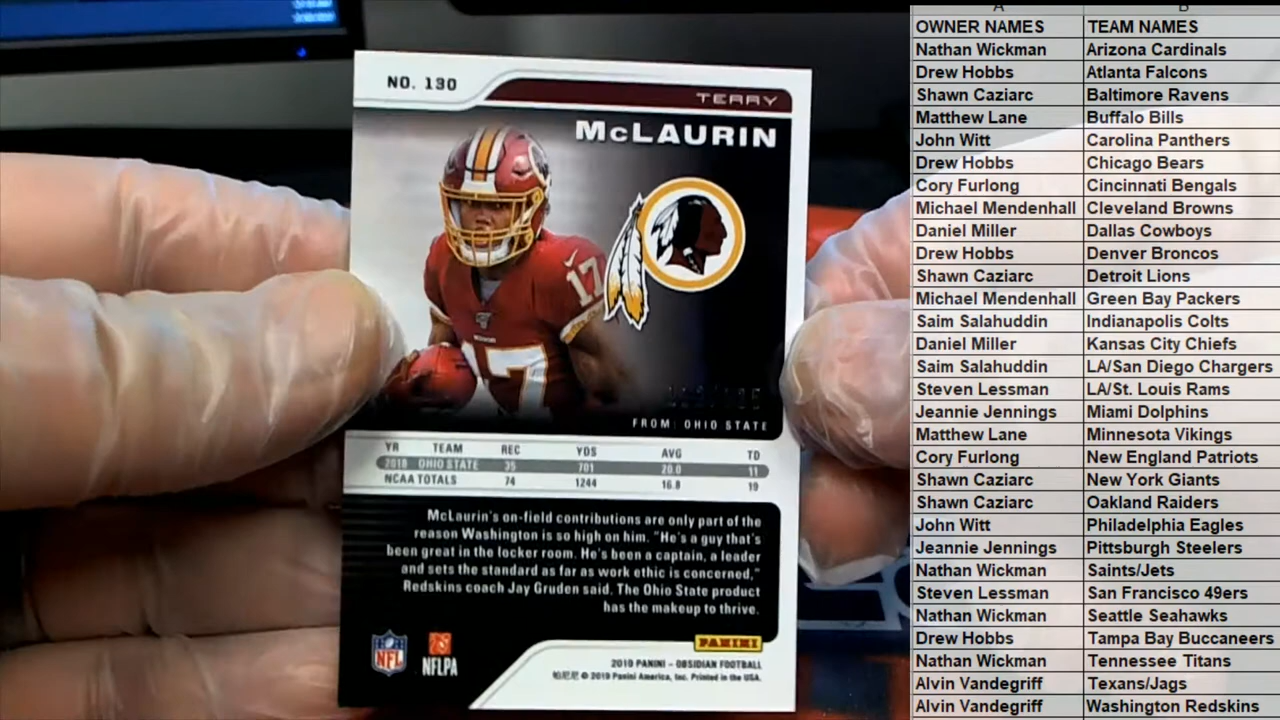 NO. 130
TERRY
McLAURIN
17
17
FROM: OHIO STATE
YR TEAM REC YDS AVG TD
2018 OHIO STATE 35 701 20.0 11
NCAA TOTALS 74 1244 16.8 19
McLaurin's on-field contributions are only part of the
reason Washington is so high on him. "He's a guy that's
been great in the locker room. He's been a captain, a leader
and sets the standard as far as work ethic is concerned,"
Redskins coach Jay Gruden said. The Ohio State product
has the makeup to thrive.
PANINI
NFL
NFLPA
2019 PANINI – OBSIDIAN FOOTBALL
帕尼尼 © 2019 Panini America, Inc. Printed in the USA.
A B
OWNER NAMES TEAM NAMES
Nathan Wickman Arizona Cardinals
Drew Hobbs Atlanta Falcons
Shawn Caziarc Baltimore Ravens
Matthew Lane Buffalo Bills
John Witt Carolina Panthers
Drew Hobbs Chicago Bears
Cory Furlong Cincinnati Bengals
Michael Mendenhall Cleveland Browns
Daniel Miller Dallas Cowboys
Drew Hobbs Denver Broncos
Shawn Caziarc Detroit Lions
Michael Mendenhall Green Bay Packers
Saim Salahuddin Indianapolis Colts
Daniel Miller Kansas City Chiefs
Saim Salahuddin LA/San Diego Chargers
Steven Lessman LA/St. Louis Rams
Jeannie Jennings Miami Dolphins
Matthew Lane Minnesota Vikings
Cory Furlong New England Patriots
Shawn Caziarc New York Giants
Shawn Caziarc Oakland Raiders
John Witt Philadelphia Eagles
Jeannie Jennings Pittsburgh Steelers
Nathan Wickman Saints/Jets
Steven Lessman San Francisco 49ers
Nathan Wickman Seattle Seahawks
Drew Hobbs Tampa Bay Buccaneers
Nathan Wickman Tennessee Titans
Alvin Vandegriff Texans/Jags
Alvin Vandegriff Washington Redskins